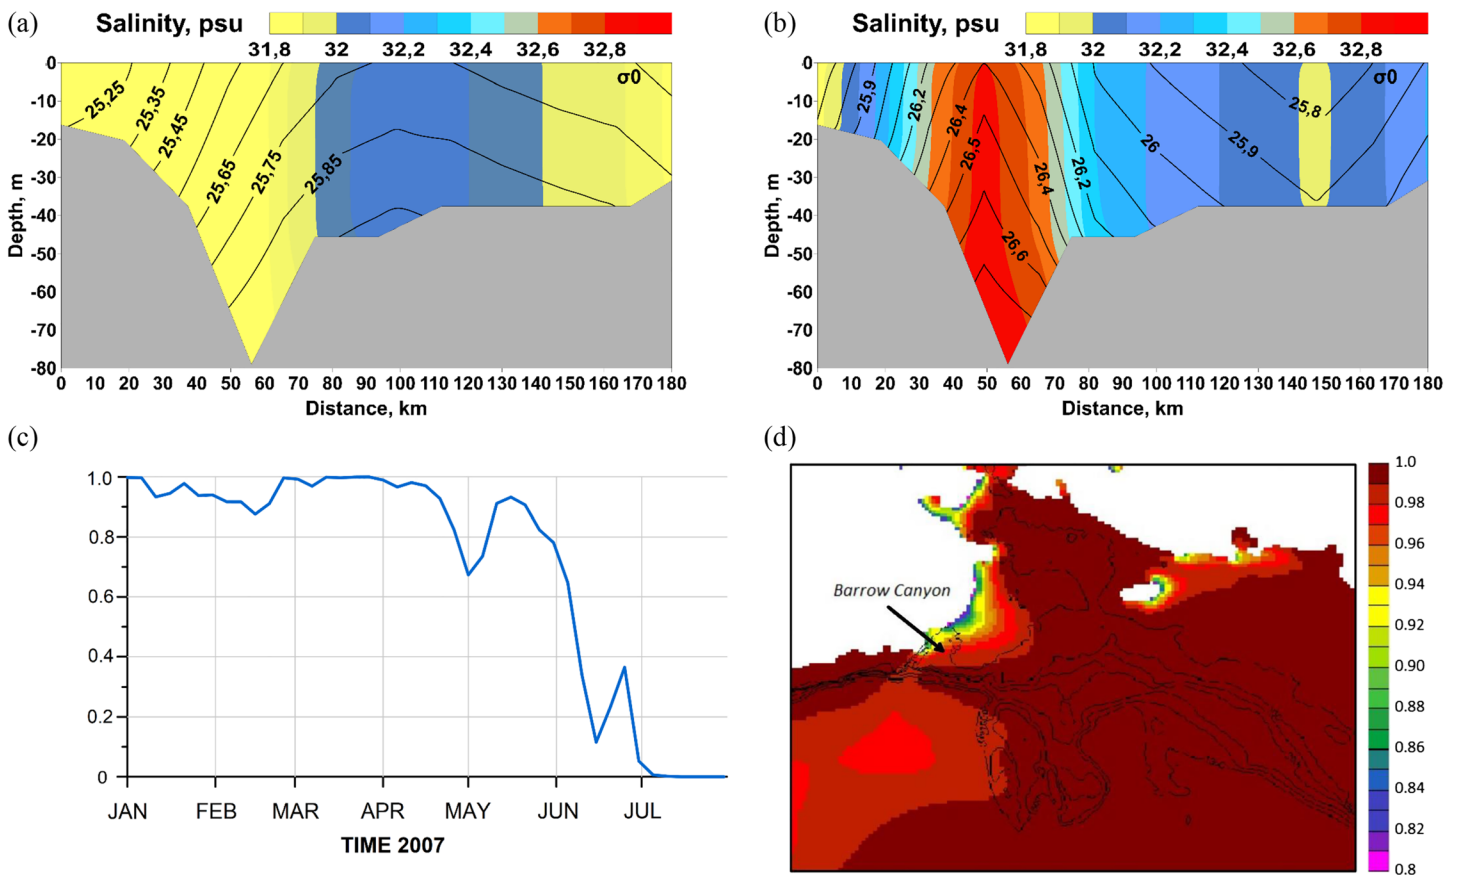 (a)
Salinity, psu
31,8 32 32,2 32,4 32,6 32,8
0
-10
-20
-30
-40
-50
-60
-70
-80
Depth, m
σ0
25,25
25,35
25,45
25,65
25,75
25,85
0 10 20 30 40 50 60 70 80 90 100 110 120 130 140 150 160 170 180
Distance, km
(b)
Salinity, psu
31,8 32 32,2 32,4 32,6 32,8
0
-10
-20
-30
-40
-50
-60
-70
-80
Depth, m
σ0
25,9
26,2
26,4
26,5
26,6
26,4
26,2
26
25,9
25,8
0 10 20 30 40 50 60 70 80 90 100 110 120 130 140 150 160 170 180
Distance, km
(c)
1.0
0.8
0.6
0.4
0.2
0
JAN FEB MAR APR MAY JUN JUL
TIME 2007
(d)
Barrow Canyon
1.0
0.98
0.96
0.94
0.92
0.90
0.88
0.86
0.84
0.82
0.8